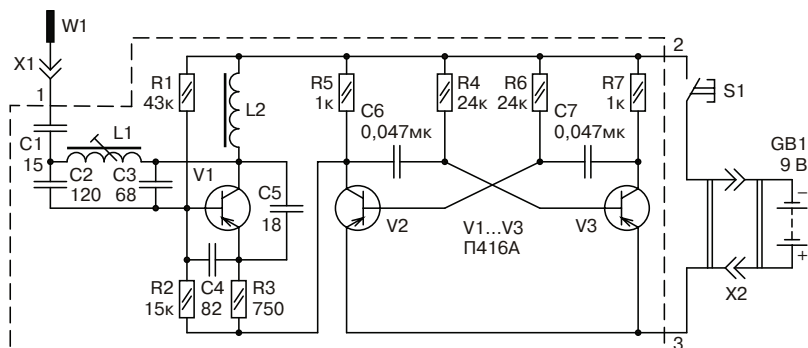 W1
X1
1
2
R1
43к
L2
R5
1к
C6
0,047мк
R4
24к
R6
24к
C7
0,047мк
R7
1к
S1
C1
15
L1
C2
120
C3
68
V1
C5
18
GB1
9 В
V2
V1...V3
П416А
V3
R2
15к
C4
82
R3
750
X2
3
−
+